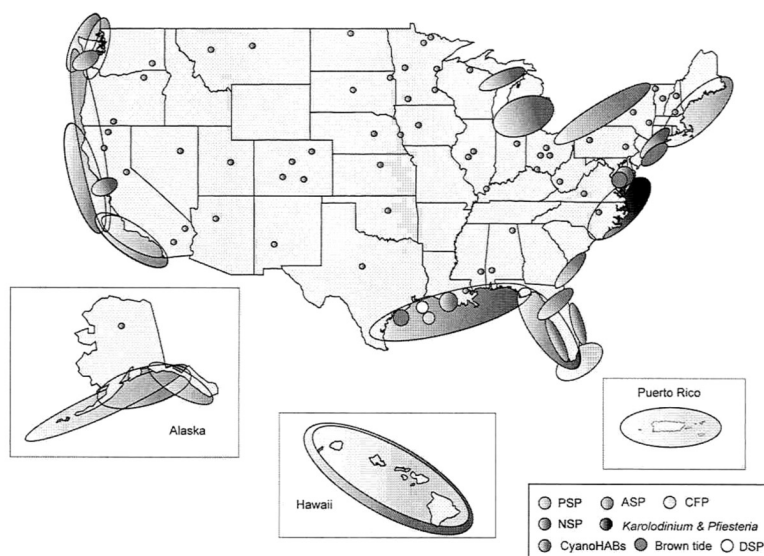 Puerto Rico
Alaska
Hawaii
PSP ASP CFP
NSP Karolodinium & Pfiesteria
CyanoHABs Brown tide DSP